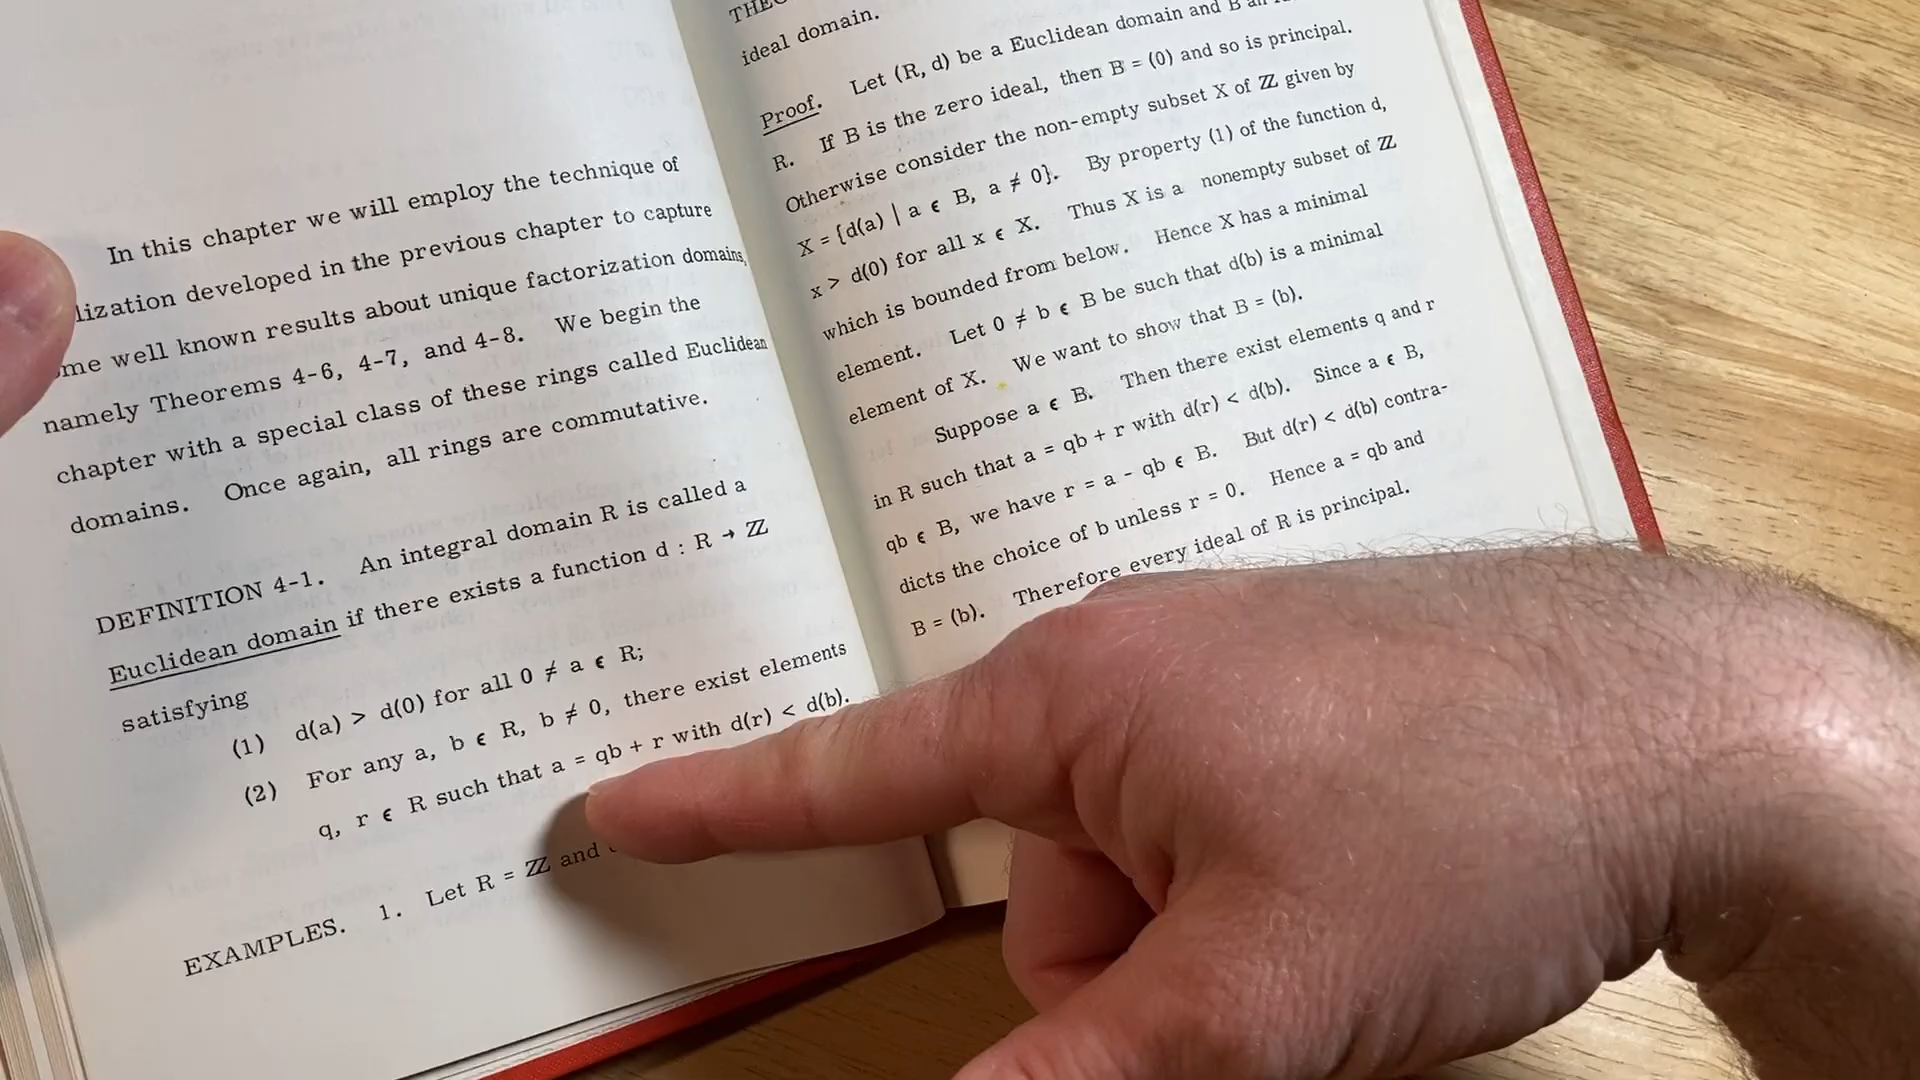 In this chapter we will employ the technique of
lization developed in the previous chapter to capture
me well known results about unique factorization domains,
namely Theorems 4-6, 4-7, and 4-8. We begin the
chapter with a special class of these rings called Euclidean
domains. Once again, all rings are commutative.
DEFINITION 4-1. An integral domain R is called a
Euclidean domain if there exists a function d : R → ℤ
satisfying
(1) d(a) > d(0) for all 0 ≠ a ϵ R;
(2) For any a, b ϵ R, b ≠ 0, there exist elements
q, r ϵ R such that a = qb + r with d(r) < d(b).
EXAMPLES. 1. Let R = ℤ and
ideal domain.
Proof. Let (R, d) be a Euclidean domain and B
R. If B is the zero ideal, then B = (0) and so is principal.
Otherwise consider the non-empty subset X of ℤ given by
X = {d(a) | a ϵ B, a ≠ 0}. By property (1) of the function d,
x > d(0) for all x ϵ X. Thus X is a nonempty subset of ℤ
which is bounded from below. Hence X has a minimal
element. Let 0 ≠ b ϵ B be such that d(b) is a minimal
element of X. We want to show that B = (b).
Suppose a ϵ B. Then there exist elements q and r
in R such that a = qb + r with d(r) < d(b). Since a ϵ B,
qb ϵ B, we have r = a - qb ϵ B. But d(r) < d(b) contra-
dicts the choice of b unless r = 0. Hence a = qb and
B = (b). Therefore every ideal of R is principal.